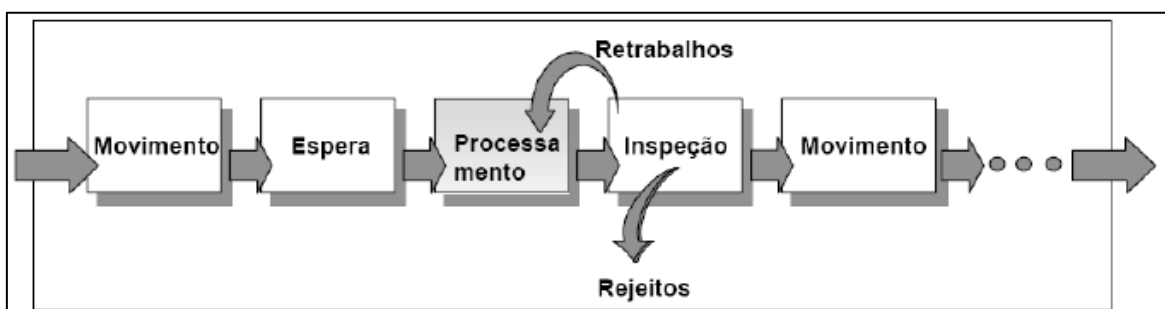 Retrabalhos
Movimento
Espera
Processa
mento
Inspeção
Movimento
Rejeitos